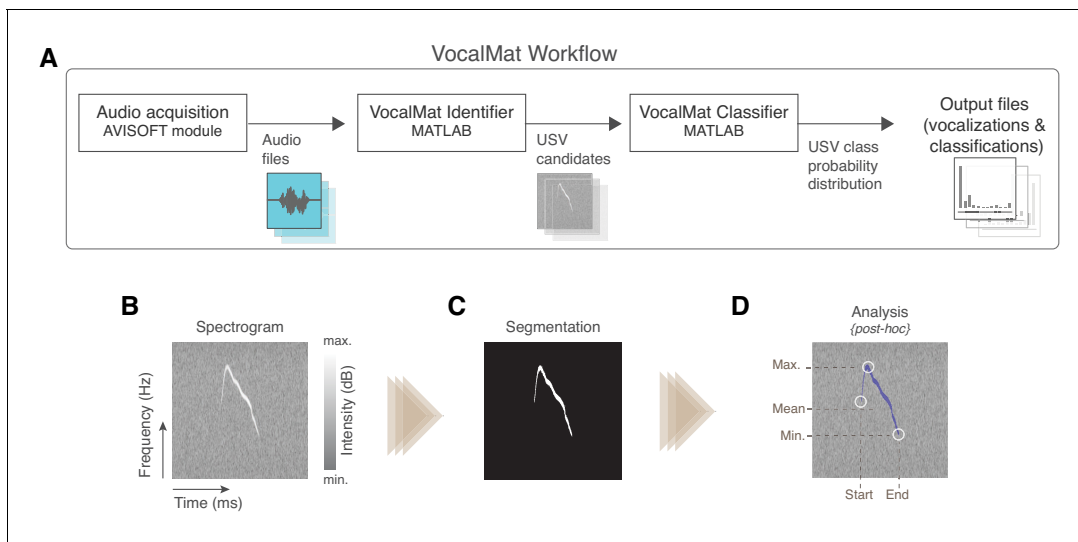 A
VocalMat Workflow
Audio acquisition
AVISOFT module
Audio
files
VocalMat Identifier
MATLAB
USV
candidates
VocalMat Classifier
MATLAB
USV class
probability
distribution
Output files
(vocalizations &
classifications)
B
Spectrogram
Frequency (Hz)
Time (ms)
max.
Intensity (dB)
min.
C
Segmentation
D
Analysis
{post-hoc}
Max.
Mean
Min.
Start
End